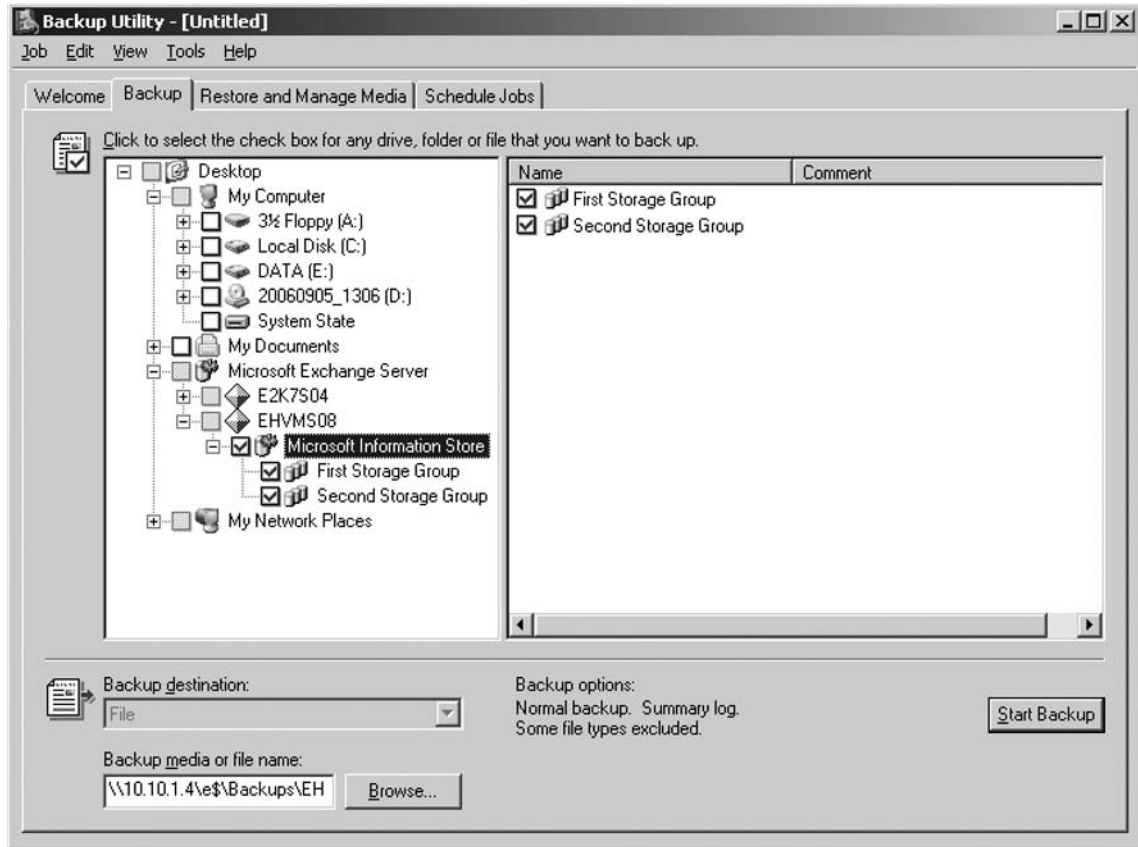 Backup Utility - [Untitled]
Job Edit View Tools Help
Welcome Backup Restore and Manage Media Schedule Jobs
Click to select the check box for any drive, folder or file that you want to back up.
Desktop
My Computer
3½ Floppy (A:)
Local Disk (C:)
DATA (E:)
20060905_1306 (D:)
System State
My Documents
Microsoft Exchange Server
E2K7S04
EHVMS08
Microsoft Information Store
First Storage Group
Second Storage Group
My Network Places
Name Comment
First Storage Group
Second Storage Group
Backup destination:
File
Backup media or file name:
\\10.10.1.4\e$\Backups\EH
Browse...
Backup options:
Normal backup. Summary log.
Some file types excluded.
Start Backup